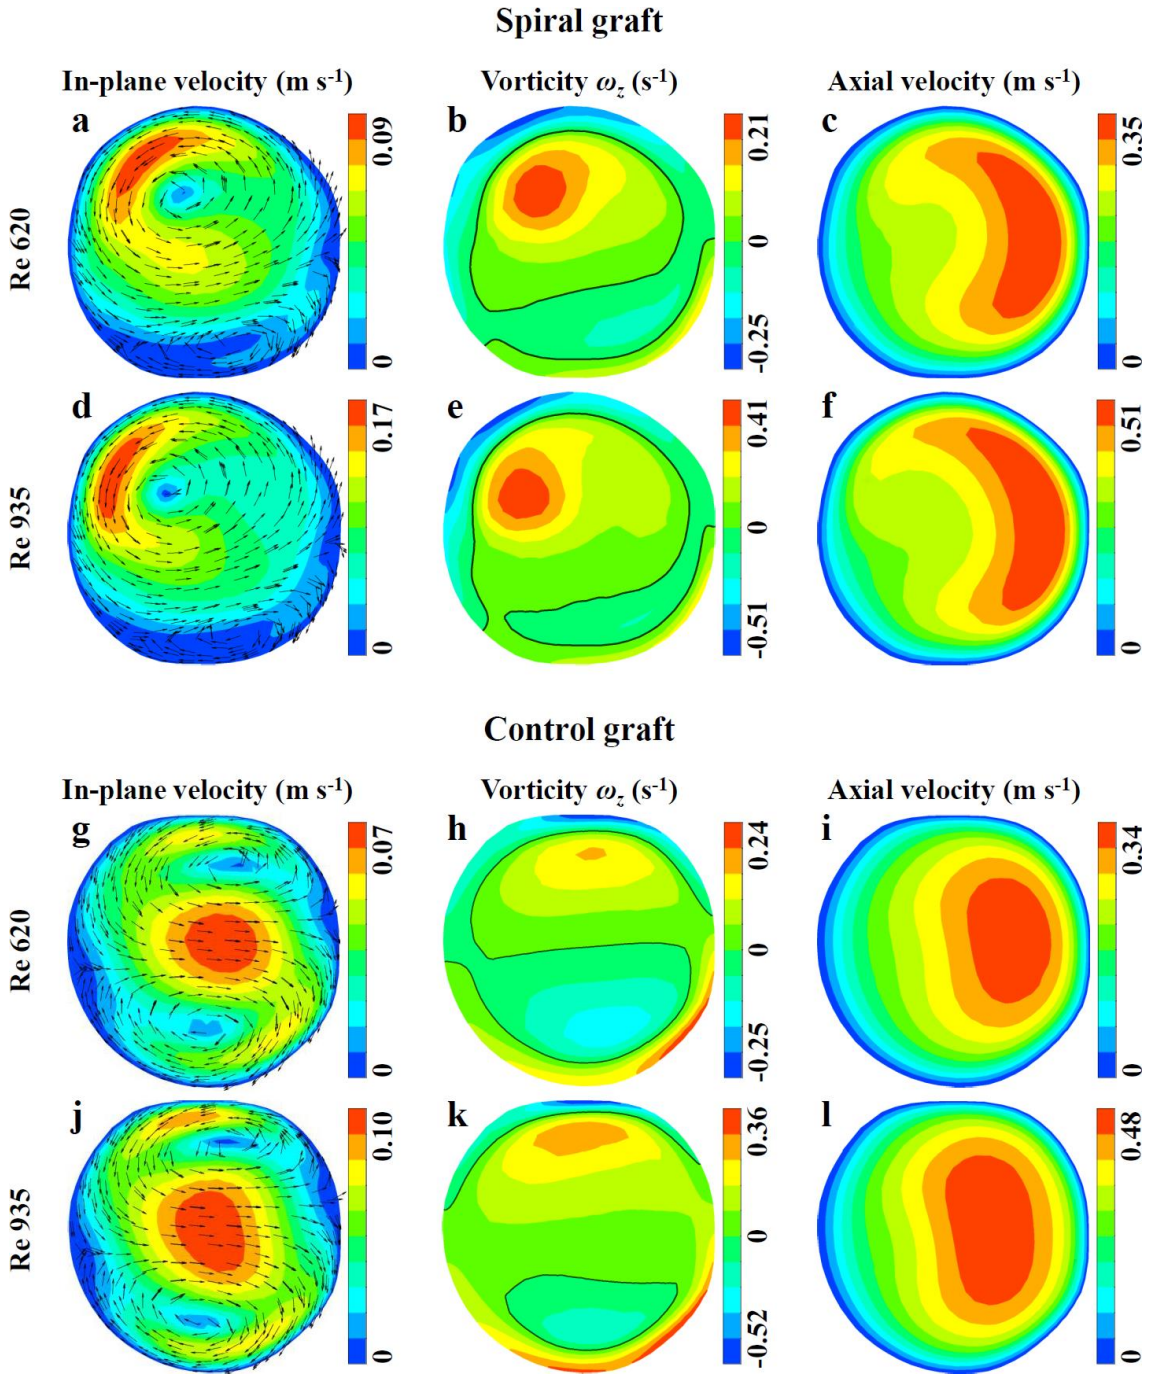 Spiral graft
In-plane velocity (m s⁻¹)
Vorticity ω_z (s⁻¹)
Axial velocity (m s⁻¹)
Re 620
a
0.09
0
b
0.21
0
-0.25
c
0.35
0
Re 935
d
0.17
0
e
0.41
0
-0.51
f
0.51
0
Control graft
In-plane velocity (m s⁻¹)
Vorticity ω_z (s⁻¹)
Axial velocity (m s⁻¹)
Re 620
g
0.07
0
h
0.24
0
-0.25
i
0.34
0
Re 935
j
0.10
0
k
0.36
0
-0.52
l
0.48
0